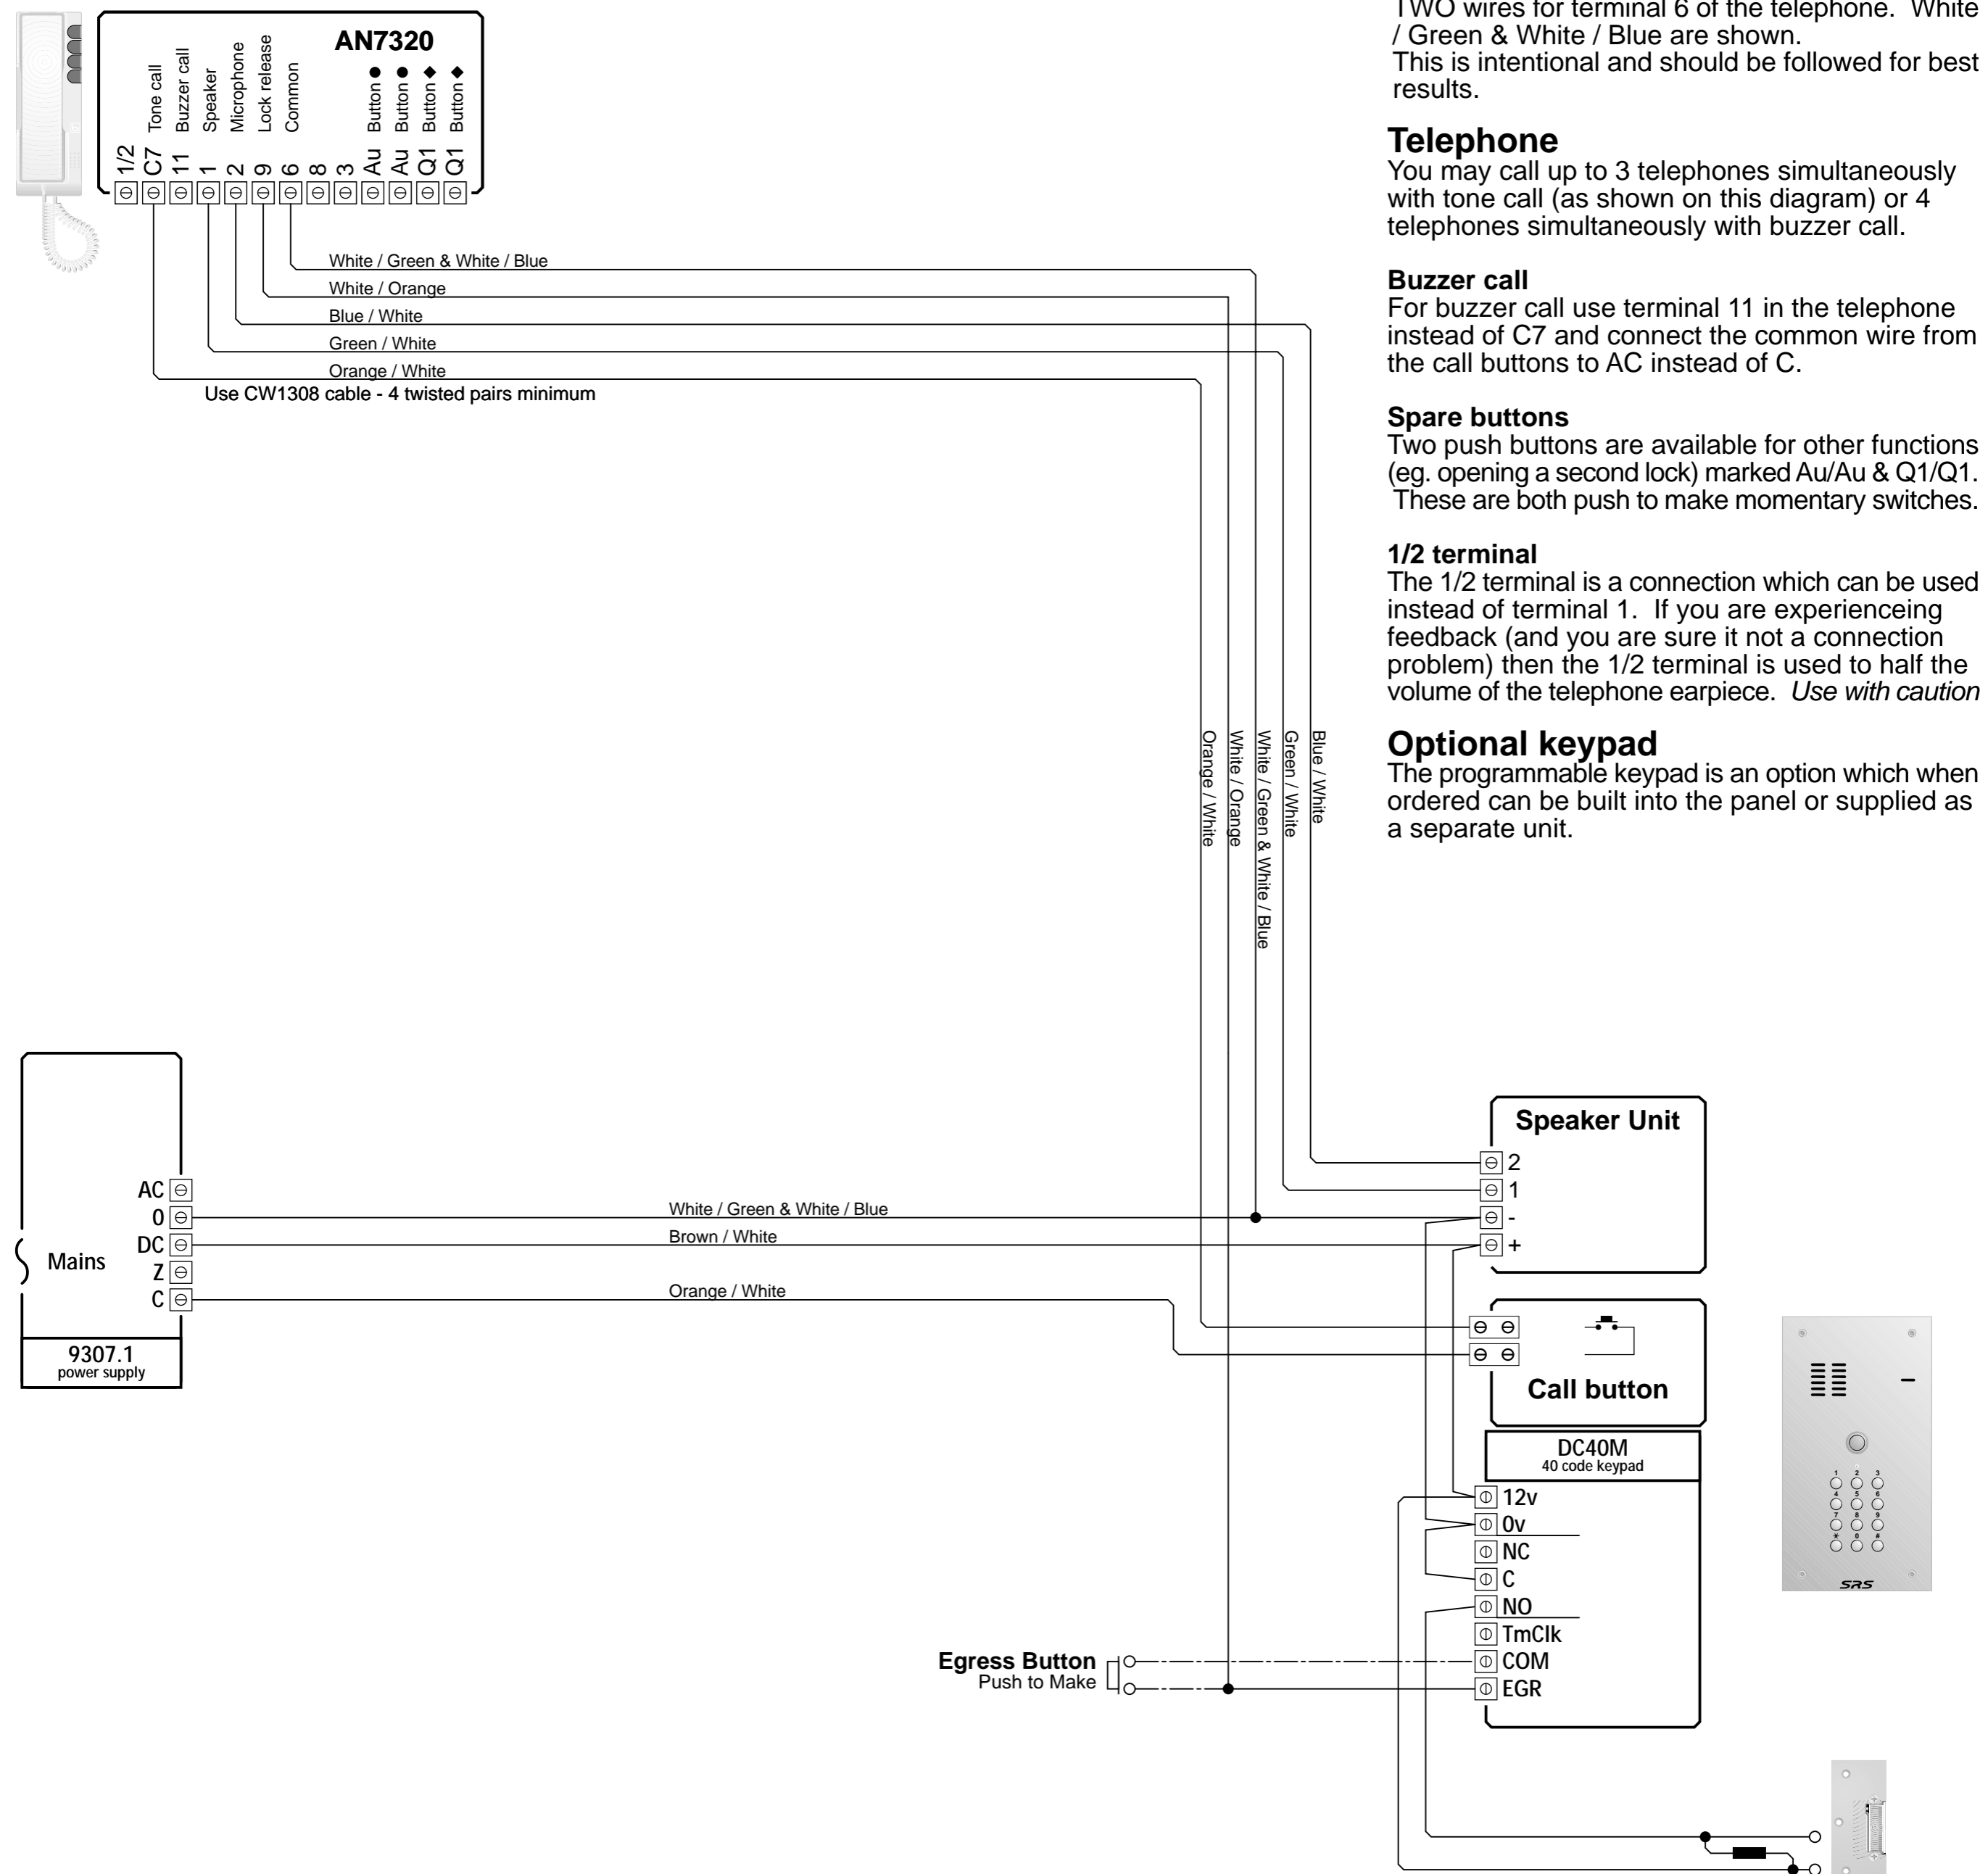 AN7320
Tone call
Buzzer call
Speaker
Microphone
Lock release
Common
Button ●
Button ●
Button ◆
Button ◆
1/2
C7
11
1
2
9
6
8
3
Au
Au
Q1
Q1
White / Green & White / Blue
White / Orange
Blue / White
Green / White
Orange / White
Use CW1308 cable - 4 twisted pairs minimum
TWO wires for terminal 6 of the telephone.  White
/ Green & White / Blue are shown.
This is intentional and should be followed for best
results.
Telephone
You may call up to 3 telephones simultaneously
with tone call (as shown on this diagram) or 4
telephones simultaneously with buzzer call.
Buzzer call
For buzzer call use terminal 11 in the telephone
instead of C7 and connect the common wire from
the call buttons to AC instead of C.
Spare buttons
Two push buttons are available for other functions
(eg. opening a second lock) marked Au/Au & Q1/Q1.
These are both push to make momentary switches.
1/2 terminal
The 1/2 terminal is a connection which can be used
instead of terminal 1.  If you are experienceing
feedback (and you are sure it not a connection
problem) then the 1/2 terminal is used to half the
volume of the telephone earpiece.  Use with caution
Optional keypad
The programmable keypad is an option which when
ordered can be built into the panel or supplied as
a separate unit.
Orange / White
White / Orange
White / Green & White / Blue
Green / White
Blue / White
Mains
AC
0
DC
Z
C
9307.1
power supply
White / Green & White / Blue
Brown / White
Orange / White
Speaker Unit
2
1
-
+
Call button
DC40M
40 code keypad
12v
0v
NC
C
NO
TmClk
COM
EGR
Egress Button
Push to Make
1 2 3
4 5 6
7 8 9
* 0 #
SRS